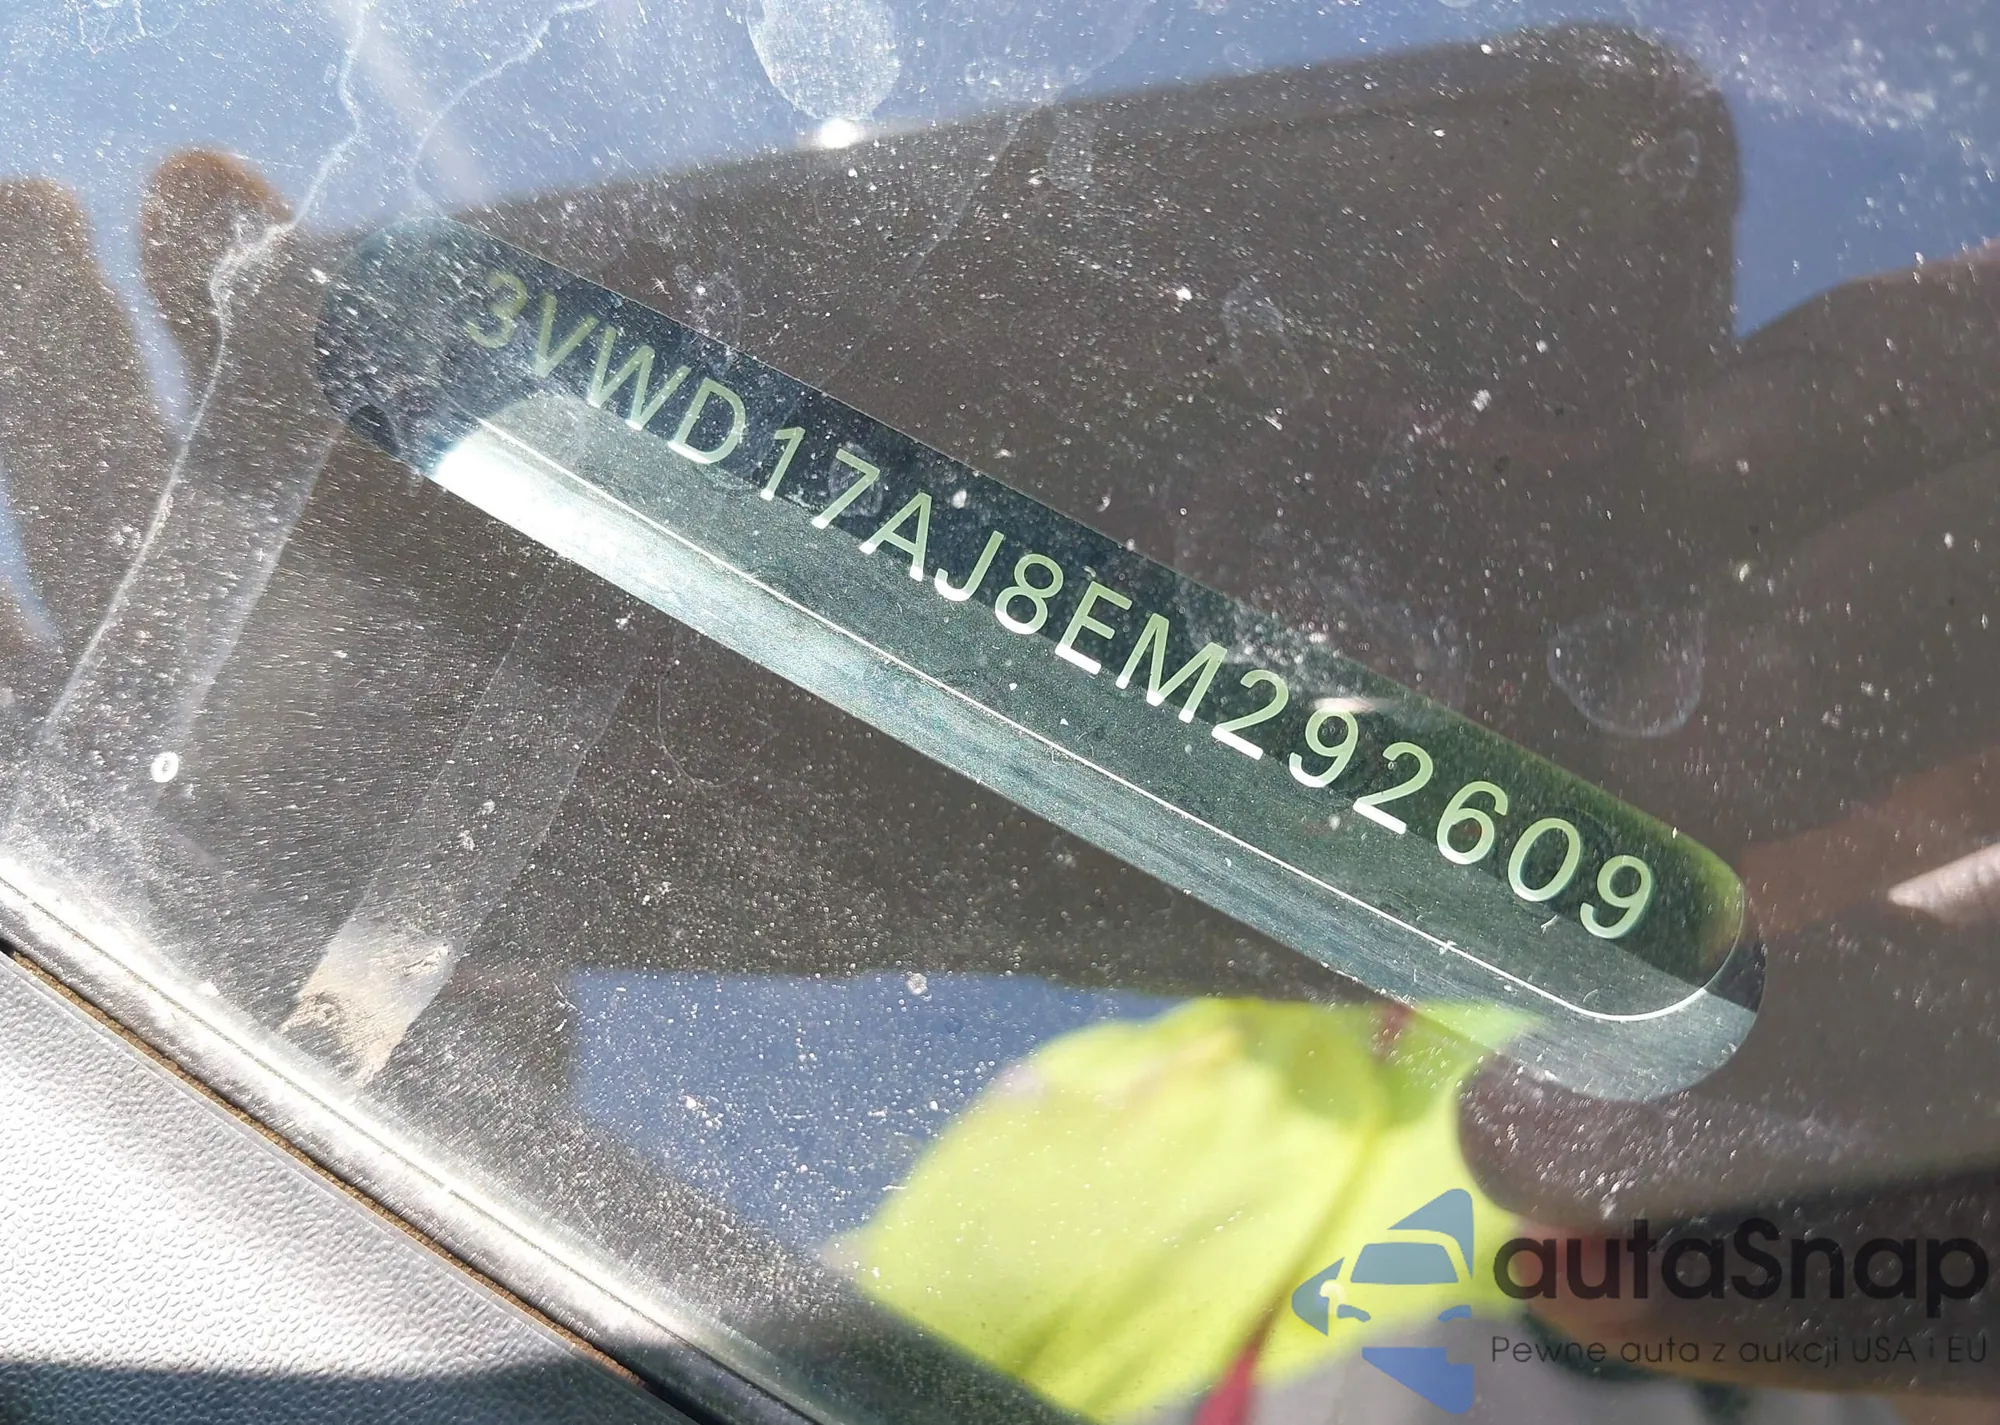 3VWD17AJ8EM292609
autaSnap
Pewne auta z aukcji USA i EU